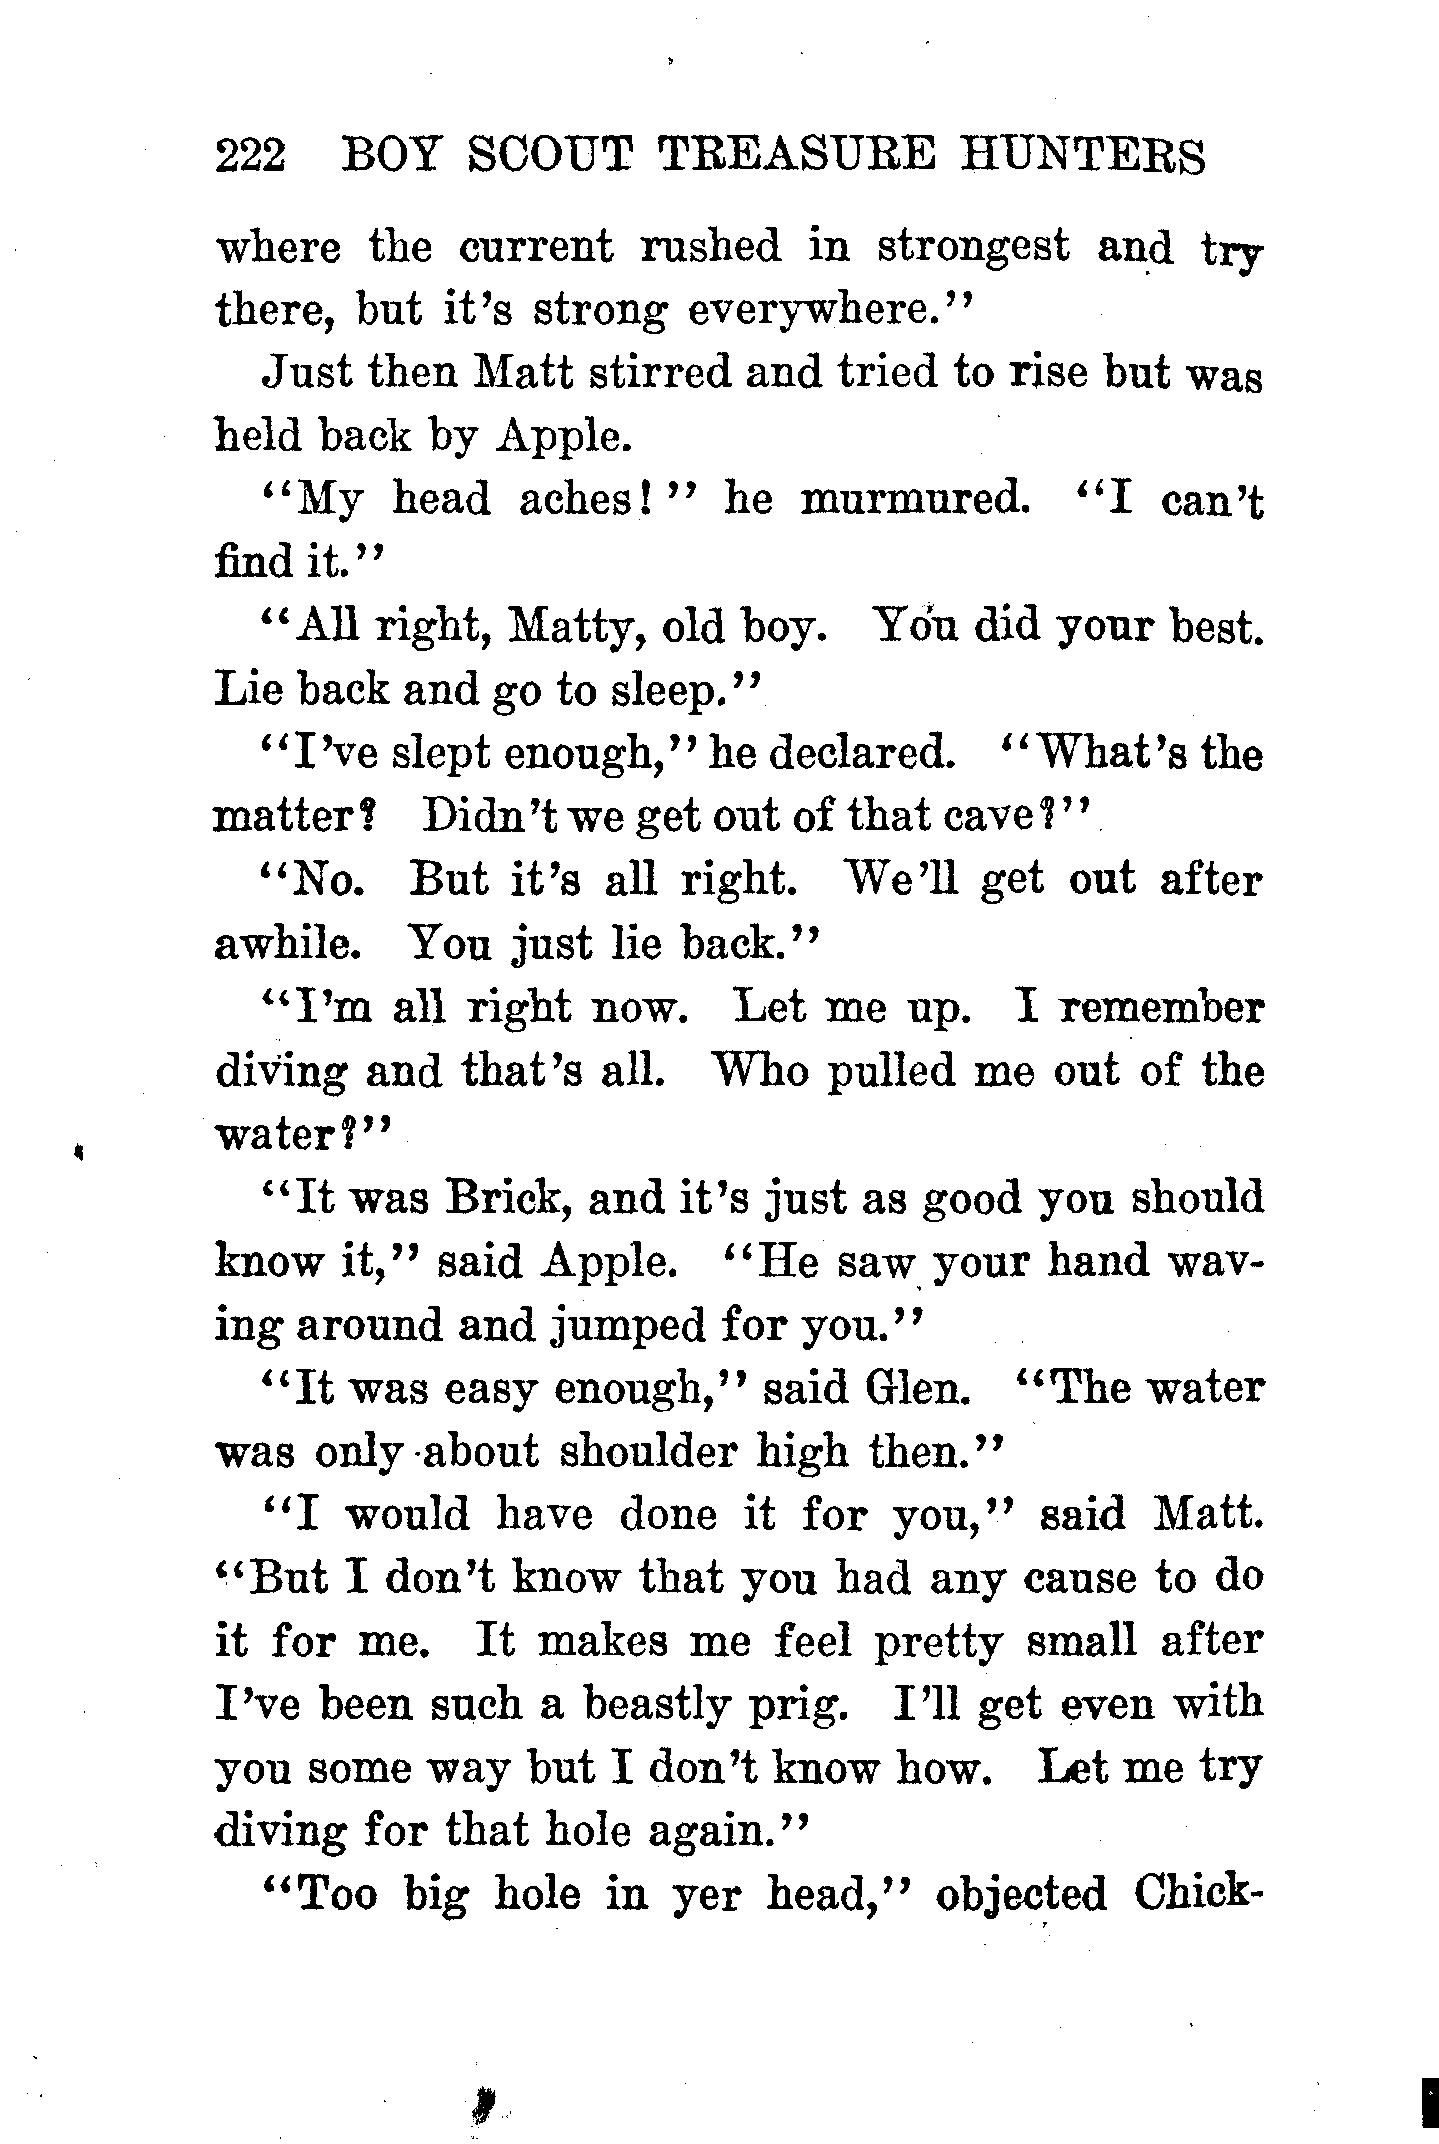 222 BOY SCOUT TREASURE HUNTERS
where the current rushed in strongest and try
there, but it's strong everywhere."
Just then Matt stirred and tried to rise but was
held back by Apple.
"My head aches!" he murmured. "I can't
find it."
"All right, Matty, old boy. You did your best.
Lie back and go to sleep."
"I've slept enough," he declared. "What's the
matter? Didn't we get out of that cave?"
"No. But it's all right. We'll get out after
awhile. You just lie back."
"I'm all right now. Let me up. I remember
diving and that's all. Who pulled me out of the
water?"
"It was Brick, and it's just as good you should
know it," said Apple. "He saw your hand wav-
ing around and jumped for you."
"It was easy enough," said Glen. "The water
was only about shoulder high then."
"I would have done it for you," said Matt.
"But I don't know that you had any cause to do
it for me. It makes me feel pretty small after
I've been such a beastly prig. I'll get even with
you some way but I don't know how. Let me try
diving for that hole again."
"Too big hole in yer head," objected Chick-